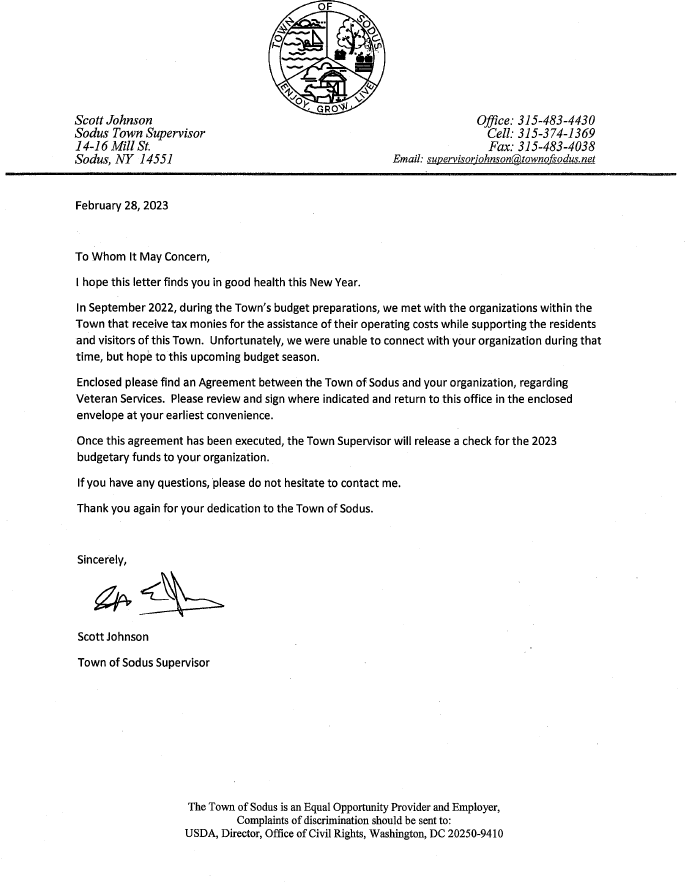 TOWN OF SODUS
ENJOY, GROW, LIVE
Scott Johnson
Sodus Town Supervisor
14-16 Mill St.
Sodus, NY 14551
Office: 315-483-4430
Cell: 315-374-1369
Fax: 315-483-4038
Email: supervisorjohnson@townofsodus.net
February 28, 2023
To Whom It May Concern,
I hope this letter finds you in good health this New Year.
In September 2022, during the Town's budget preparations, we met with the organizations within the
Town that receive tax monies for the assistance of their operating costs while supporting the residents
and visitors of this Town. Unfortunately, we were unable to connect with your organization during that
time, but hope to this upcoming budget season.
Enclosed please find an Agreement between the Town of Sodus and your organization, regarding
Veteran Services. Please review and sign where indicated and return to this office in the enclosed
envelope at your earliest convenience.
Once this agreement has been executed, the Town Supervisor will release a check for the 2023
budgetary funds to your organization.
If you have any questions, please do not hesitate to contact me.
Thank you again for your dedication to the Town of Sodus.
Sincerely,
Scott Johnson
Town of Sodus Supervisor
The Town of Sodus is an Equal Opportunity Provider and Employer,
Complaints of discrimination should be sent to:
USDA, Director, Office of Civil Rights, Washington, DC 20250-9410